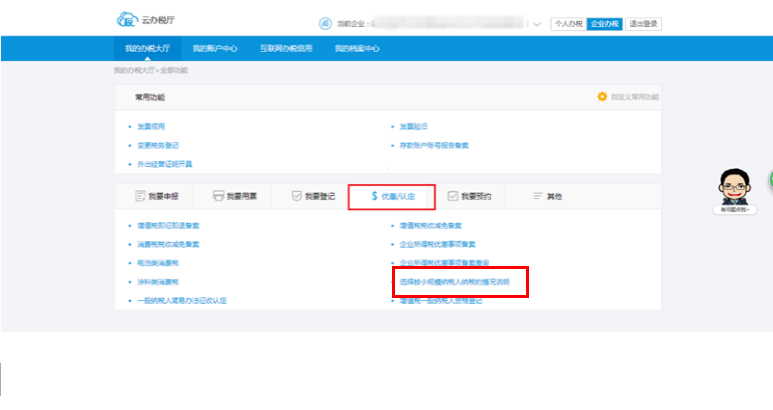 云办税厅
当前企业：
个人办税 企业办税 退出登录
我的办税大厅 我的账户中心 互联网办税信用 我的档案中心
我的办税大厅>全部功能
常用功能 自定义常用功能
发票领用 发票验旧
变更税务登记 存款账户账号报告备案
外出经营证明开具
我要申报 我要用票 我要登记 优惠/认定 我要预约 其他
增值税即征即退备案 增值税税收减免备案
消费税税收减免备案 企业所得税优惠事项备案
电池类消费税 企业所得税优惠事项备案查询
涂料类消费税 选择按小规模纳税人纳税的情况说明
一般纳税人简易办法征收认定 增值税一般纳税人资格登记
有问题点我~